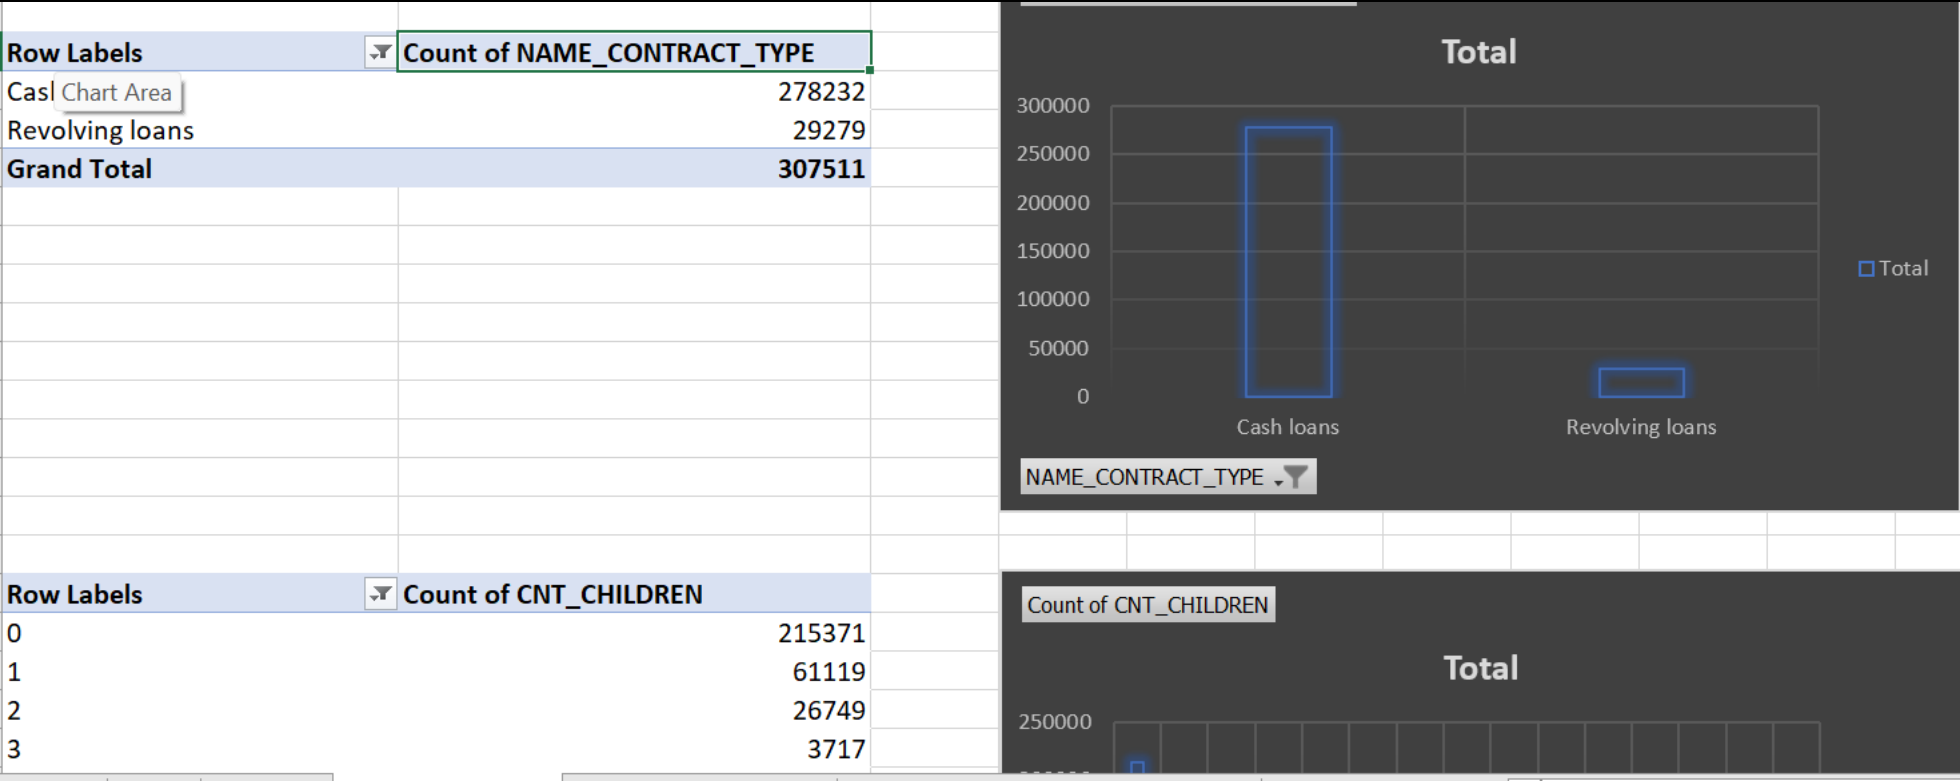 Row Labels Count of NAME_CONTRACT_TYPE
Chart Area 278232
Revolving loans 29279
Grand Total 307511
Total
300000
250000
200000
150000
100000
50000
0
Cash loans Revolving loans
Total
NAME_CONTRACT_TYPE
Row Labels Count of CNT_CHILDREN
0 215371
1 61119
2 26749
3 3717
Count of CNT_CHILDREN
Total
250000